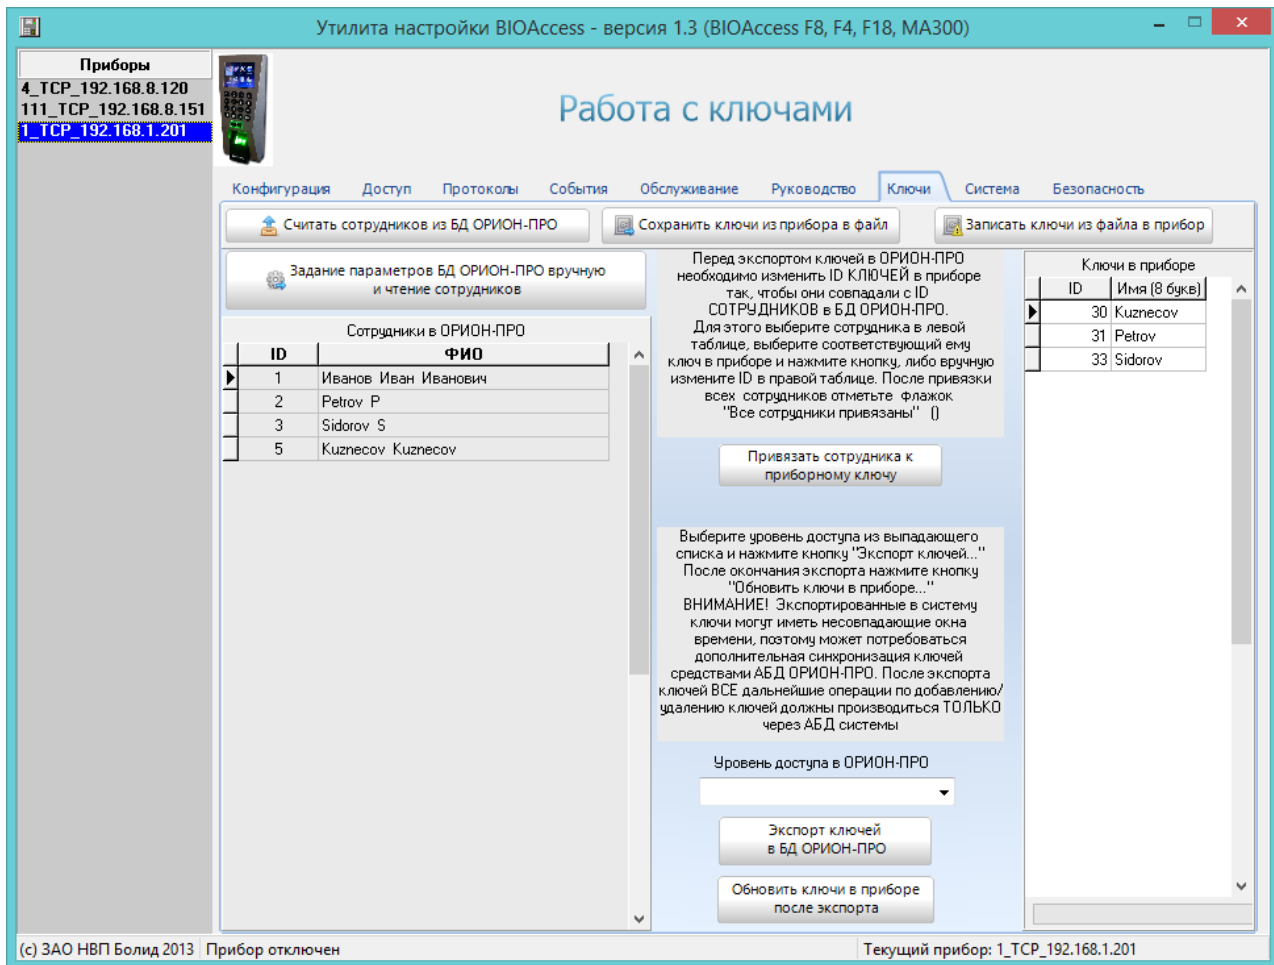 Утилита настройки BIOAccess - версия 1.3 (BIOAccess F8, F4, F18, MA300)
Приборы
4_TCP_192.168.8.120
111_TCP_192.168.8.151
1_TCP_192.168.1.201
Работа с ключами
Конфигурация Доступ Протоколы События Обслуживание Руководство Ключи Система Безопасность
Считать сотрудников из БД ОРИОН-ПРО
Сохранить ключи из прибора в файл
Записать ключи из файла в прибор
Задание параметров БД ОРИОН-ПРО вручную
и чтение сотрудников
Сотрудники в ОРИОН-ПРО
ID ФИО
1 Иванов Иван Иванович
2 Petrov P
3 Sidorov S
5 Kuznecov Kuznecov
Перед экспортом ключей в ОРИОН-ПРО
необходимо изменить ID КЛЮЧЕЙ в приборе
так, чтобы они совпадали с ID
СОТРУДНИКОВ в БД ОРИОН-ПРО.
Для этого выберите сотрудника в левой
таблице, выберите соответствующий ему
ключ в приборе и нажмите кнопку, либо вручную
измените ID в правой таблице. После привязки
всех сотрудников отметьте флажок
"Все сотрудники привязаны" ()
Привязать сотрудника к
приборному ключу
Выберите уровень доступа из выпадающего
списка и нажмите кнопку "Экспорт ключей..."
После окончания экспорта нажмите кнопку
"Обновить ключи в приборе..."
ВНИМАНИЕ! Экспортированные в систему
ключи могут иметь несовпадающие окна
времени, поэтому может потребоваться
дополнительная синхронизация ключей
средствами АБД ОРИОН-ПРО. После экспорта
ключей ВСЕ дальнейшие операции по добавлению/
удалению ключей должны производиться ТОЛЬКО
через АБД системы
Уровень доступа в ОРИОН-ПРО
Экспорт ключей
в БД ОРИОН-ПРО
Обновить ключи в приборе
после экспорта
Ключи в приборе
ID Имя (8 букв)
30 Kuznecov
31 Petrov
33 Sidorov
(c) ЗАО НВП Болид 2013 Прибор отключен Текущий прибор: 1_TCP_192.168.1.201